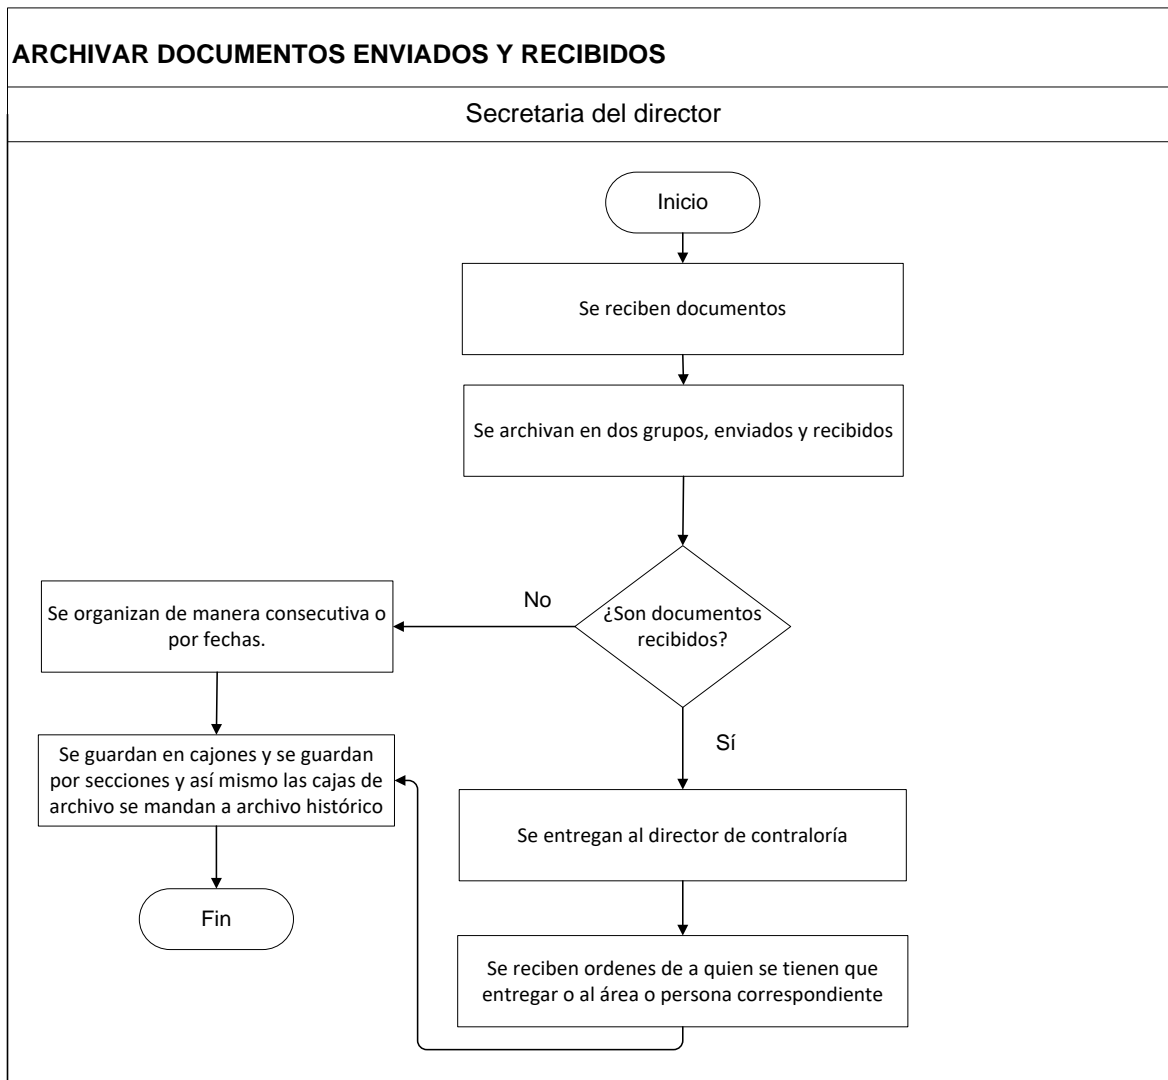 ARCHIVAR DOCUMENTOS ENVIADOS Y RECIBIDOS
Secretaria del director
Inicio
Se reciben documentos
Se archivan en dos grupos, enviados y recibidos
¿Son documentos
recibidos?
No
Se organizan de manera consecutiva o
por fechas.
Se guardan en cajones y se guardan
por secciones y así mismo las cajas de
archivo se mandan a archivo histórico
Fin
Sí
Se entregan al director de contraloría
Se reciben ordenes de a quien se tienen que
entregar o al área o persona correspondiente